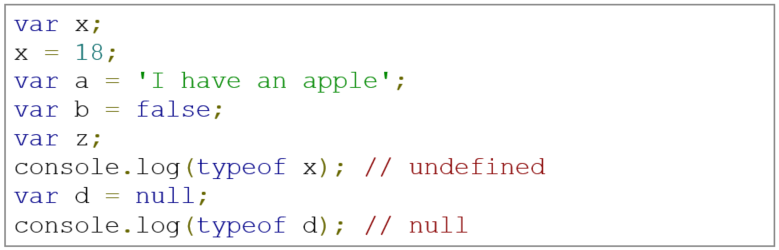 var x;
x = 18;
var a = 'I have an apple';
var b = false;
var z;
console.log(typeof x); // undefined
var d = null;
console.log(typeof d); // null